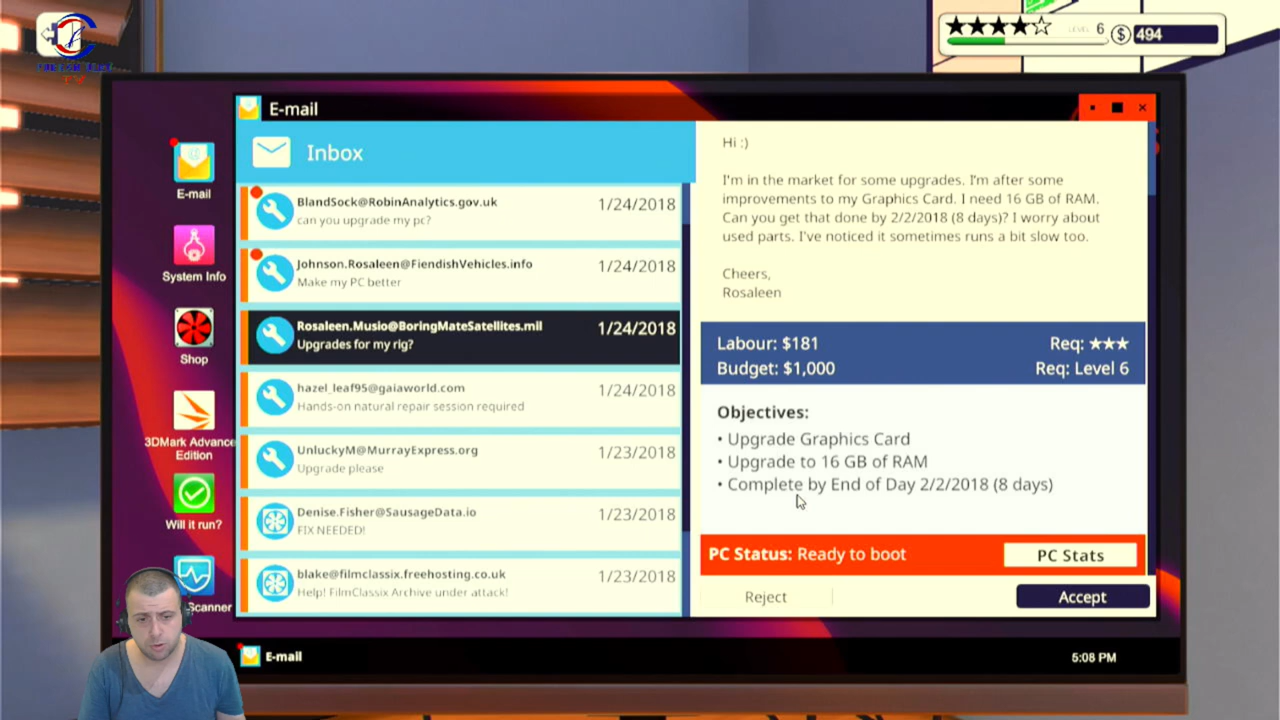 LEVEL 6
$ 494
E-mail
Inbox
E-mail
System Info
Shop
3DMark Advance
Edition
Will it run?
Scanner
BlandSock@RobinAnalytics.gov.uk 1/24/2018
can you upgrade my pc?
Johnson.Rosaleen@FiendishVehicles.info 1/24/2018
Make my PC better
Rosaleen.Musio@BoringMateSatellites.mil 1/24/2018
Upgrades for my rig?
hazel_leaf95@gaiaworld.com 1/24/2018
Hands-on natural repair session required
UnluckyM@MurrayExpress.org 1/23/2018
Upgrade please
Denise.Fisher@SausageData.io 1/23/2018
FIX NEEDED!
blake@filmclassix.freehosting.co.uk 1/23/2018
Help! FilmClassix Archive under attack!
Hi :)
I'm in the market for some upgrades. I'm after some
improvements to my Graphics Card. I need 16 GB of RAM.
Can you get that done by 2/2/2018 (8 days)? I worry about
used parts. I've noticed it sometimes runs a bit slow too.
Cheers,
Rosaleen
Labour: $181 Req: ★★★
Budget: $1,000 Req: Level 6
Objectives:
• Upgrade Graphics Card
• Upgrade to 16 GB of RAM
• Complete by End of Day 2/2/2018 (8 days)
PC Status: Ready to boot PC Stats
Reject Accept
E-mail 5:08 PM